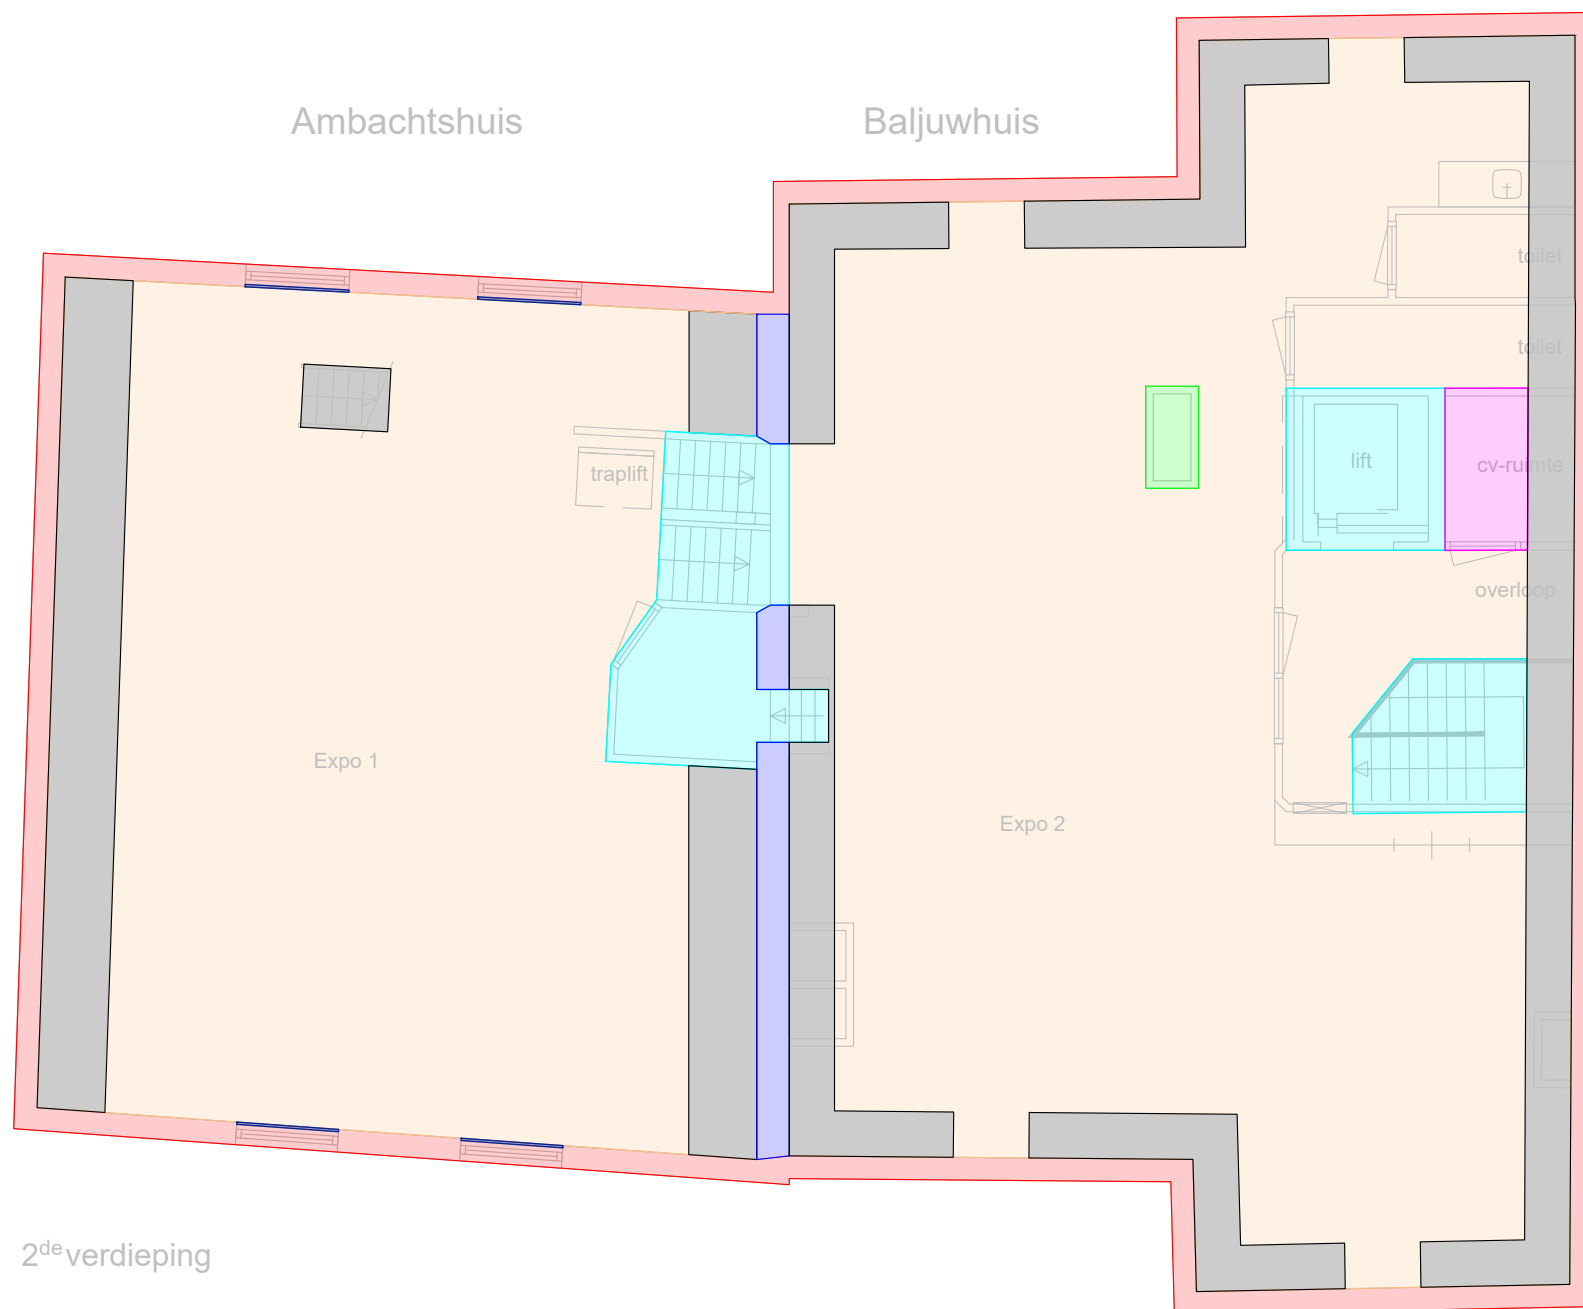 Ambachtshuis
Baljuwhuis
toilet
toilet
traplift
lift
cv-ruimte
overloop
Expo 1
Expo 2
2de verdieping